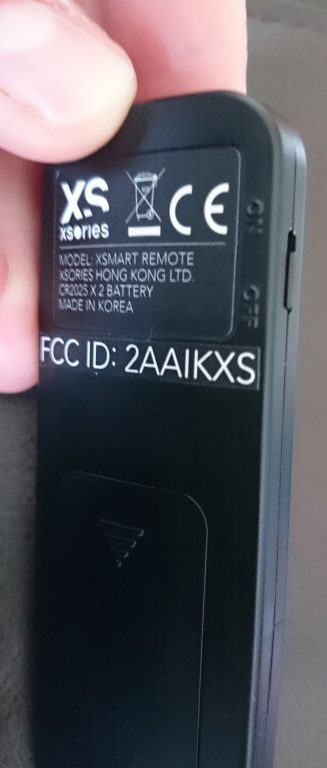 XS
xsories
CE
MODEL: XSMART REMOTE
XSORIES HONG KONG LTD.
CR2025 X 2 BATTERY
MADE IN KOREA
ON
OFF
FCC ID: 2AAIKXS